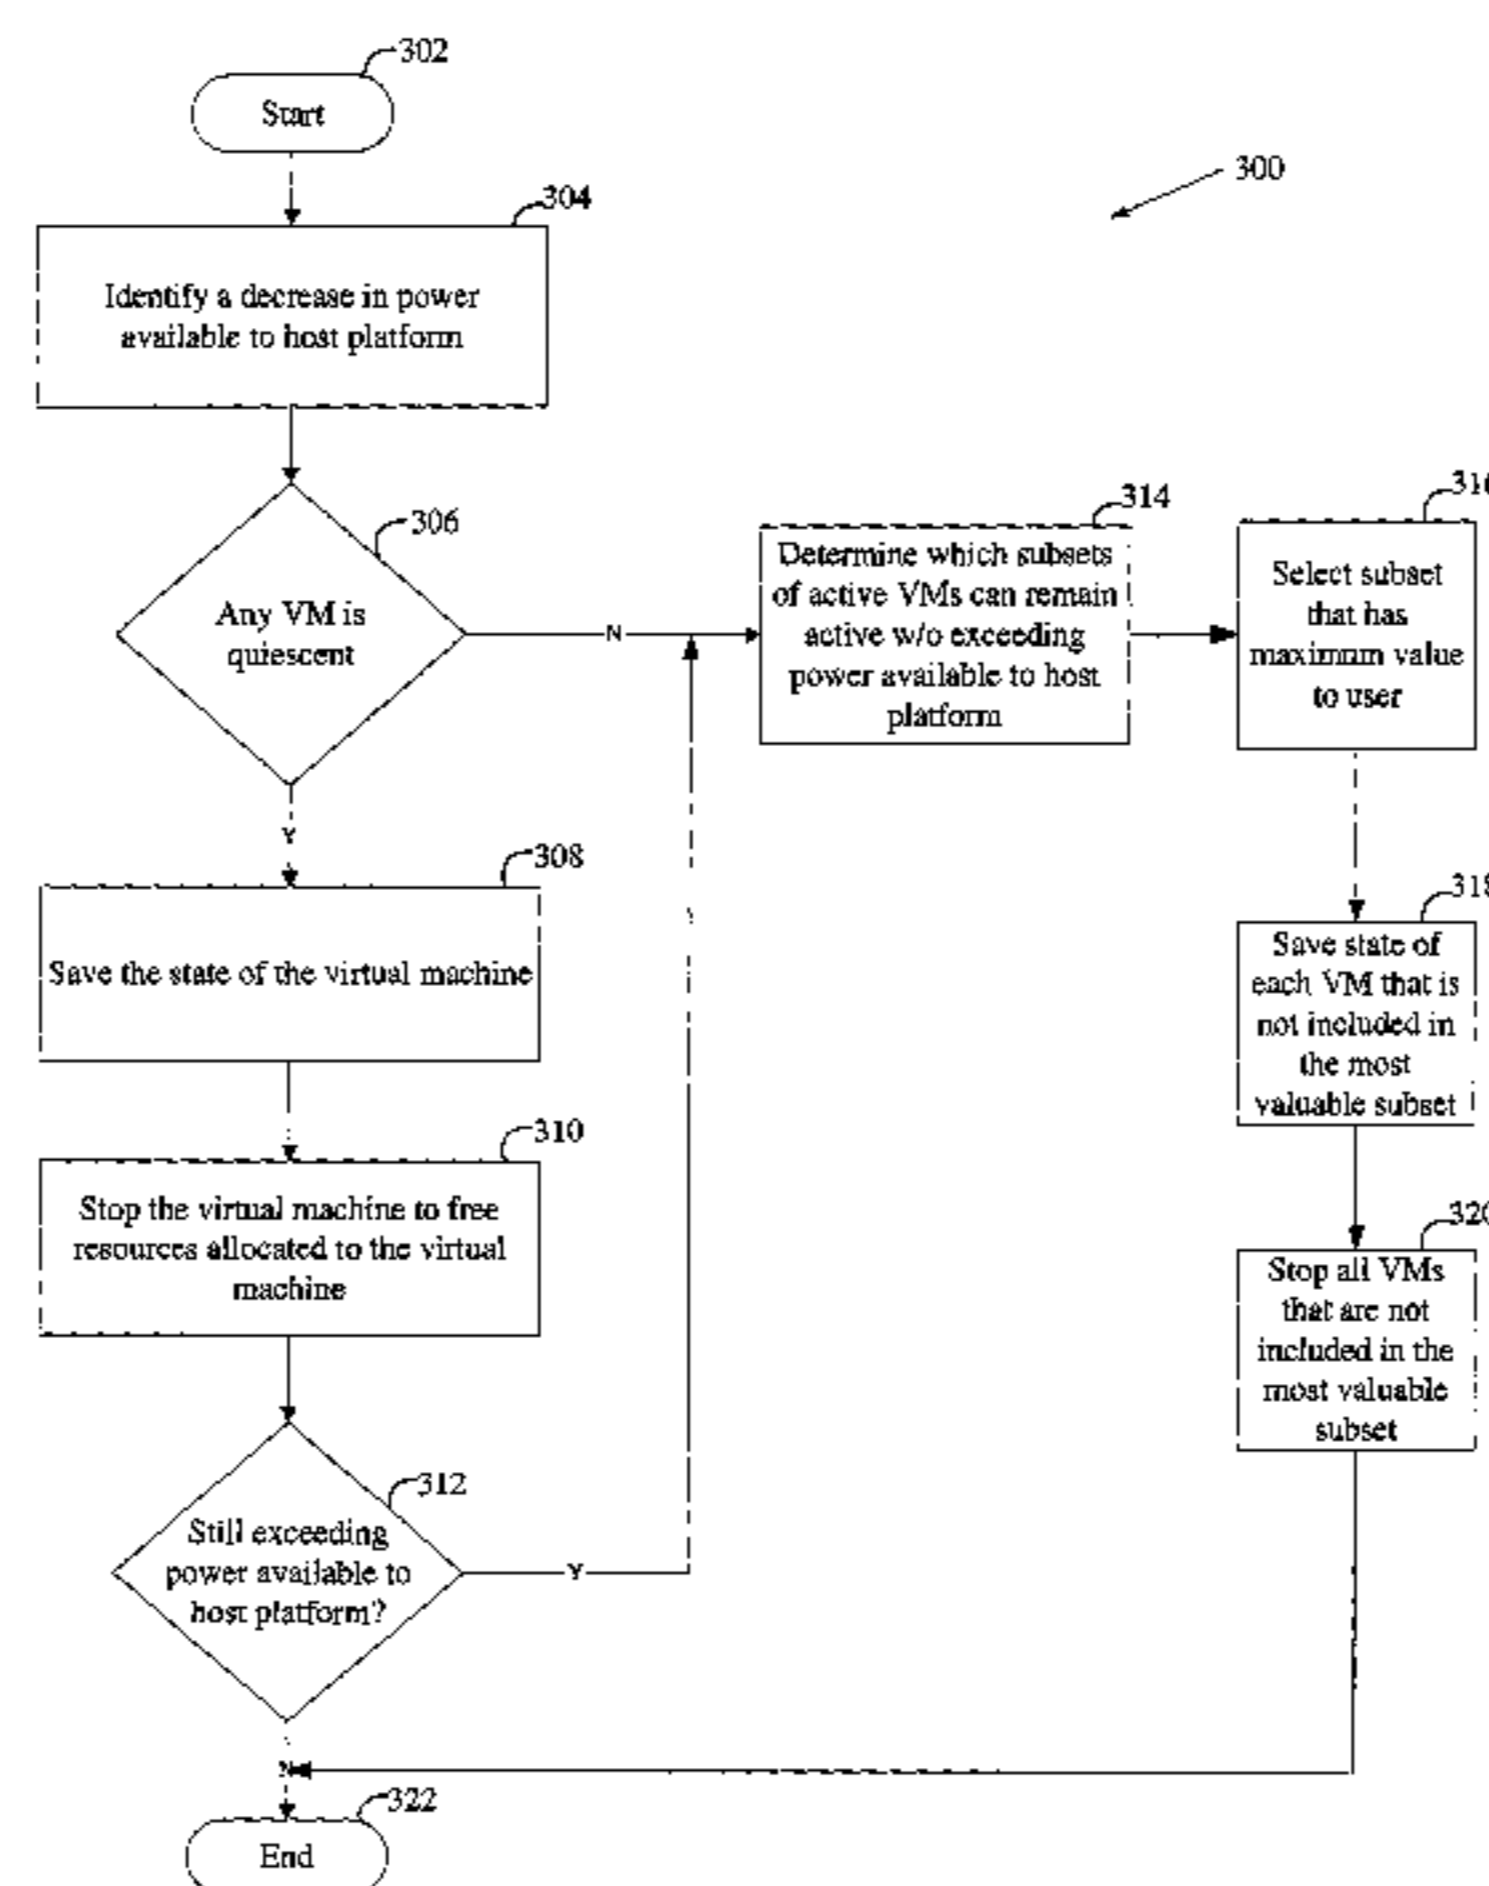 302
Start
300
304
Identify a decrease in power
available to host platform
306
Any VM is
quiescent
N
Y
314
Determine which subsets
of active VMs can remain
active w/o exceeding
power available to host
platform
Select subset
that has
maximum value
to user
308
Save the state of the virtual machine
Save state of
each VM that is
not included in
the most
valuable subset
310
Stop the virtual machine to free
resources allocated to the virtual
machine
Stop all VMs
that are not
included in the
most valuable
subset
312
Still exceeding
power available to
host platform?
Y
322
End